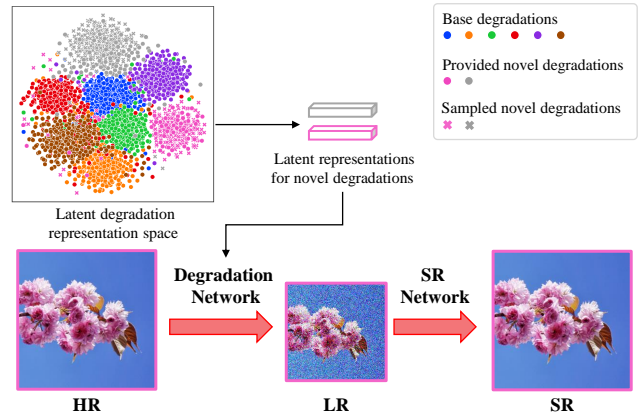 Base degradations
Provided novel degradations
Sampled novel degradations
Latent representations
for novel degradations
Latent degradation
representation space
Degradation
Network
SR
Network
HR
LR
SR